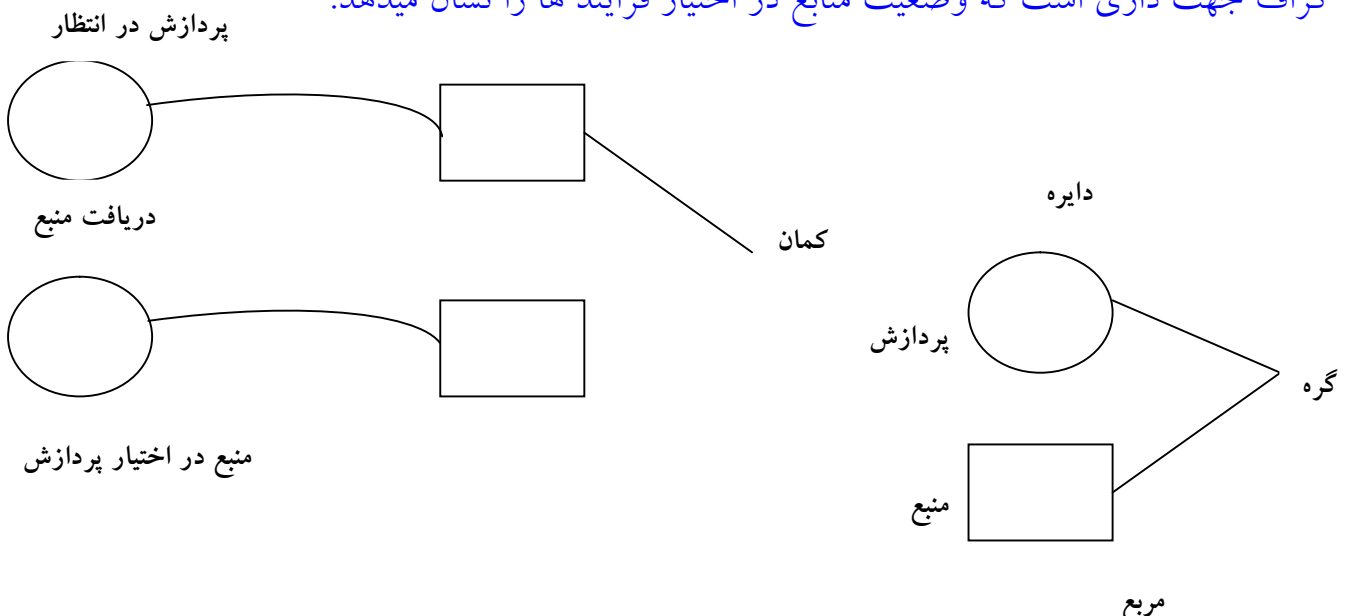 گراف جهت داری است که وضعیت منابع در اختیار فرایند ها را نشان میدهد.
پردازش در انتظار
دریافت منبع
کمان
دایره
پردازش
گره
منبع در اختیار پردازش
منبع
مربع